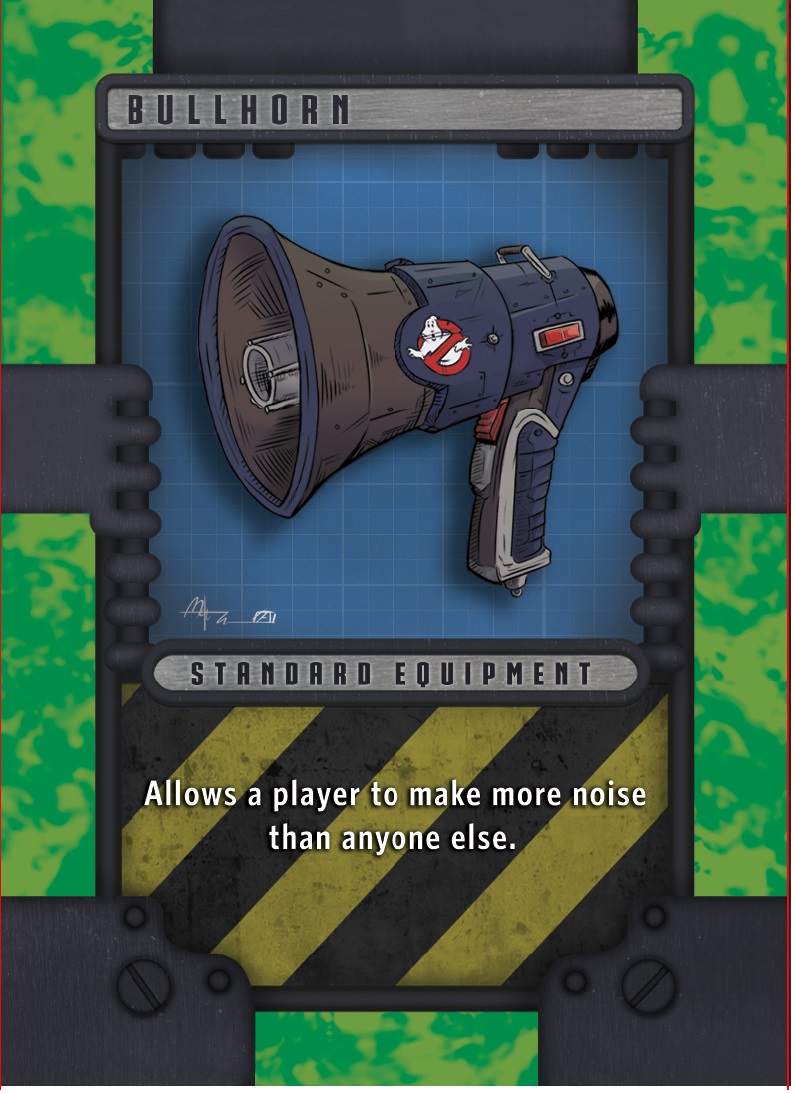 BULLHORN
STANDARD EQUIPMENT
Allows a player to make more noise
than anyone else.